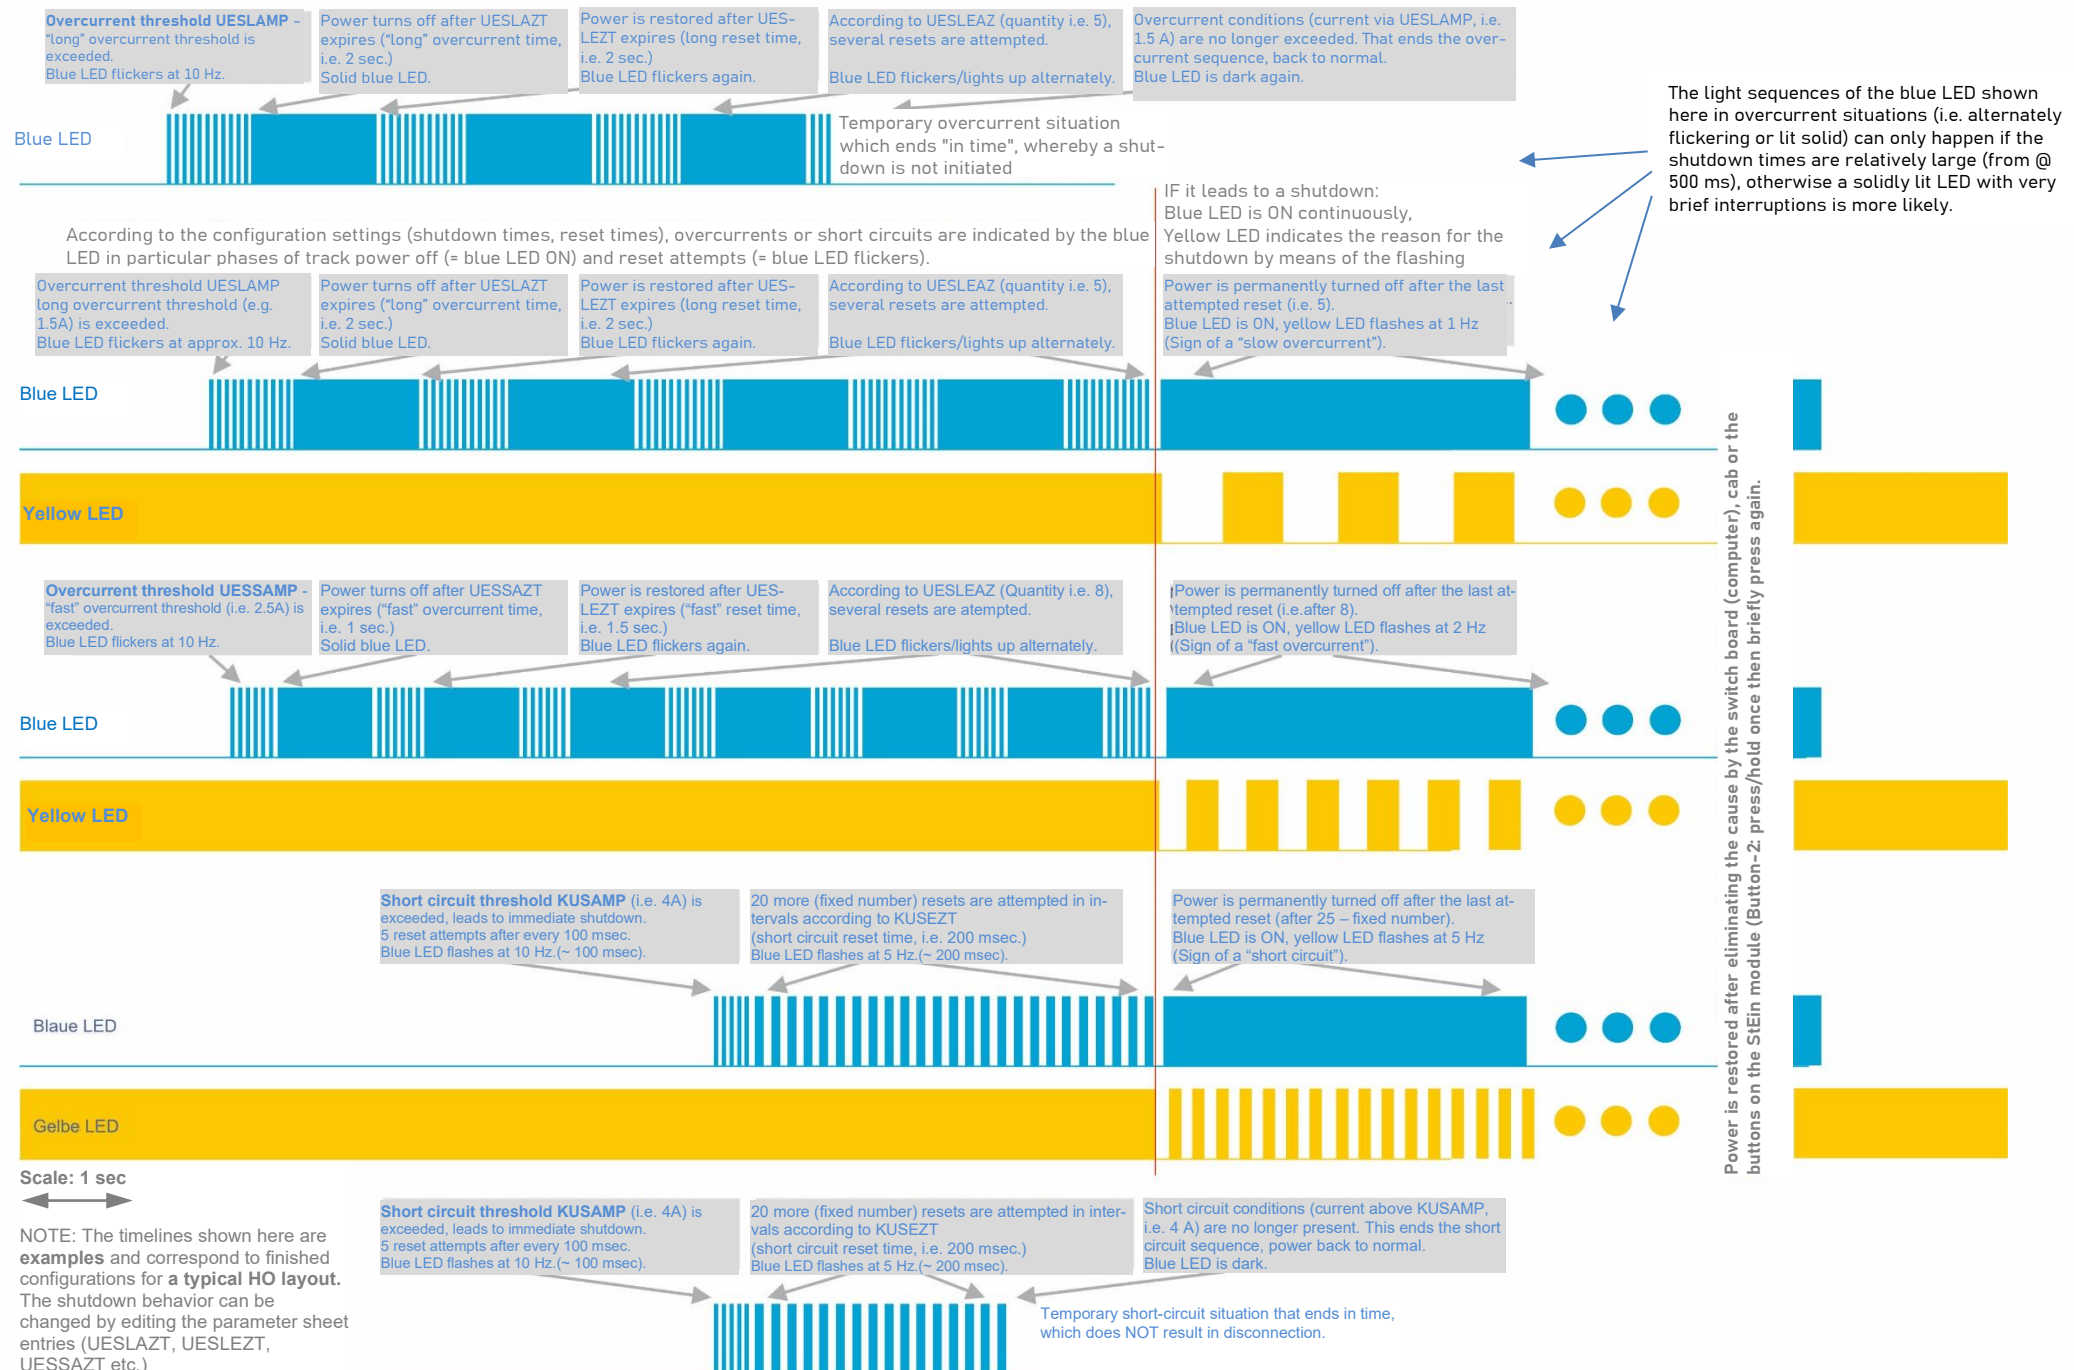 Overcurrent threshold UESLAMP -
“long” overcurrent threshold is
exceeded.
Blue LED flickers at 10 Hz.
Power turns off after UESLAZT
expires (“long” overcurrent time,
i.e. 2 sec.)
Solid blue LED.
Power is restored after UES-
LEZT expires (long reset time,
i.e. 2 sec.)
Blue LED flickers again.
According to UESLEAZ (quantity i.e. 5),
several resets are attempted.
Blue LED flickers/lights up alternately.
Overcurrent conditions (current via UESLAMP, i.e.
1.5 A) are no longer exceeded. That ends the over-
current sequence, back to normal.
Blue LED is dark again.
The light sequences of the blue LED shown
here in overcurrent situations (i.e. alternately
flickering or lit solid) can only happen if the
shutdown times are relatively large (from @
500 ms), otherwise a solidly lit LED with very
brief interruptions is more likely.
Blue LED
Temporary overcurrent situation
which ends "in time", whereby a shut-
down is not initiated
IF it leads to a shutdown:
Blue LED is ON continuously,
Yellow LED indicates the reason for the
shutdown by means of the flashing
According to the configuration settings (shutdown times, reset times), overcurrents or short circuits are indicated by the blue
LED in particular phases of track power off (= blue LED ON) and reset attempts (= blue LED flickers).
Overcurrent threshold UESLAMP
long overcurrent threshold (e.g.
1.5A) is exceeded.
Blue LED flickers at approx. 10 Hz.
Power turns off after UESLAZT
expires (“long” overcurrent time,
i.e. 2 sec.)
Solid blue LED.
Power is restored after UES-
LEZT expires (long reset time,
i.e. 2 sec.)
Blue LED flickers again.
According to UESLEAZ (quantity i.e. 5),
several resets are attempted.
Blue LED flickers/lights up alternately.
Power is permanently turned off after the last
attempted reset (i.e. 5).
Blue LED is ON, yellow LED flashes at 1 Hz
(Sign of a “slow overcurrent”).
Blue LED
Yellow LED
Overcurrent threshold UESSAMP -
“fast” overcurrent threshold (i.e. 2.5A) is
exceeded.
Blue LED flickers at 10 Hz.
Power turns off after UESSAZT
expires (“fast” overcurrent time,
i.e. 1 sec.)
Solid blue LED.
Power is restored after UES-
LEZT expires (“fast” reset time,
i.e. 1.5 sec.)
Blue LED flickers again.
According to UESLEAZ (Quantity i.e. 8),
several resets are atempted.
Blue LED flickers/lights up alternately.
Power is permanently turned off after the last at-
tempted reset (i.e.after 8).
Blue LED is ON, yellow LED flashes at 2 Hz
((Sign of a “fast overcurrent”).
Blue LED
Yellow LED
Short circuit threshold KUSAMP (i.e. 4A) is
exceeded, leads to immediate shutdown.
5 reset attempts after every 100 msec.
Blue LED flashes at 10 Hz.(~ 100 msec).
20 more (fixed number) resets are attempted in in-
tervals according to KUSEZT
(short circuit reset time, i.e. 200 msec.)
Blue LED flashes at 5 Hz.(~ 200 msec).
Power is permanently turned off after the last at-
tempted reset (after 25 – fixed number).
Blue LED is ON, yellow LED flashes at 5 Hz
(Sign of a “short circuit”).
Blaue LED
Gelbe LED
Power is restored after eliminating the cause by the switch board (computer), cab or the
buttons on the StEin module (Button-2: press/hold once then briefly press again.
Scale: 1 sec
NOTE: The timelines shown here are
examples and correspond to finished
configurations for a typical HO layout.
The shutdown behavior can be
changed by editing the parameter sheet
entries (UESLAZT, UESLEZT,
UESSAZT etc.)
Short circuit threshold KUSAMP (i.e. 4A) is
exceeded, leads to immediate shutdown.
5 reset attempts after every 100 msec.
Blue LED flashes at 10 Hz.(~ 100 msec).
20 more (fixed number) resets are attempted in inter-
vals according to KUSEZT
(short circuit reset time, i.e. 200 msec.)
Blue LED flashes at 5 Hz.(~ 200 msec).
Short circuit conditions (current above KUSAMP,
i.e. 4 A) are no longer present. This ends the short
circuit sequence, power back to normal.
Blue LED is dark.
Temporary short-circuit situation that ends in time,
which does NOT result in disconnection.